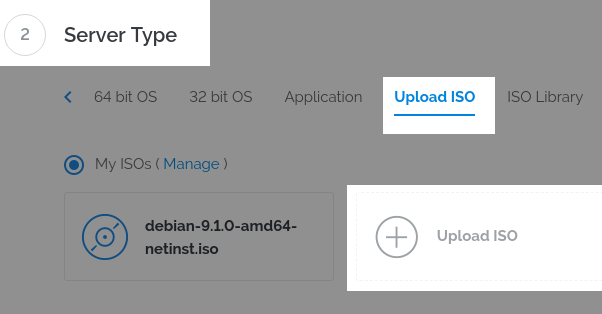 2 Server Type
64 bit OS 32 bit OS Application Upload ISO ISO Library
My ISOs ( Manage )
debian-9.1.0-amd64-
netinst.iso
Upload ISO